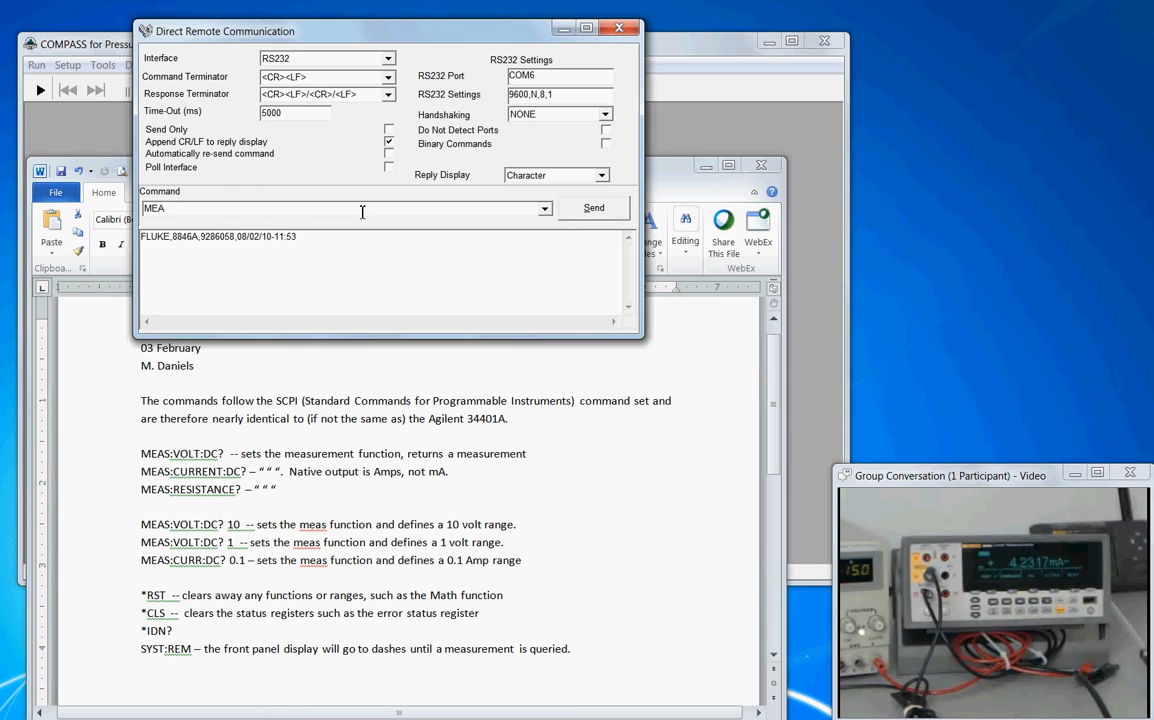 Direct Remote Communication
COMPASS for Pressu
Run Setup Tools D
Interface RS232
Command Terminator <CR><LF>
Response Terminator <CR><LF>/<CR>/<LF>
Time-Out (ms) 5000
Send Only
Append CR/LF to reply display
Automatically re-send command
Poll Interface
RS232 Settings
RS232 Port COM6
RS232 Settings 9600,N,8,1
Handshaking NONE
Do Not Detect Ports
Binary Commands
Reply Display Character
Command
MEA
Send
FLUKE,8846A,9286058,08/02/10-11:53
W
File Home
Calibri (B
Paste
B I
Clipboa...
Editing
Share
This File
WebEx
WebEx
03 February
M. Daniels
The commands follow the SCPI (Standard Commands for Programmable Instruments) command set and
are therefore nearly identical to (if not the same as) the Agilent 34401A.
MEAS:VOLT:DC? -- sets the measurement function, returns a measurement
MEAS:CURRENT:DC? – “ “ “. Native output is Amps, not mA.
MEAS:RESISTANCE? – “ “ “
MEAS:VOLT:DC? 10 -- sets the meas function and defines a 10 volt range.
MEAS:VOLT:DC? 1 -- sets the meas function and defines a 1 volt range.
MEAS:CURR:DC? 0.1 – sets the meas function and defines a 0.1 Amp range
*RST -- clears away any functions or ranges, such as the Math function
*CLS -- clears the status registers such as the error status register
*IDN?
SYST:REM – the front panel display will go to dashes until a measurement is queried.
Group Conversation (1 Participant) - Video
15.0
+ 4.2317mA